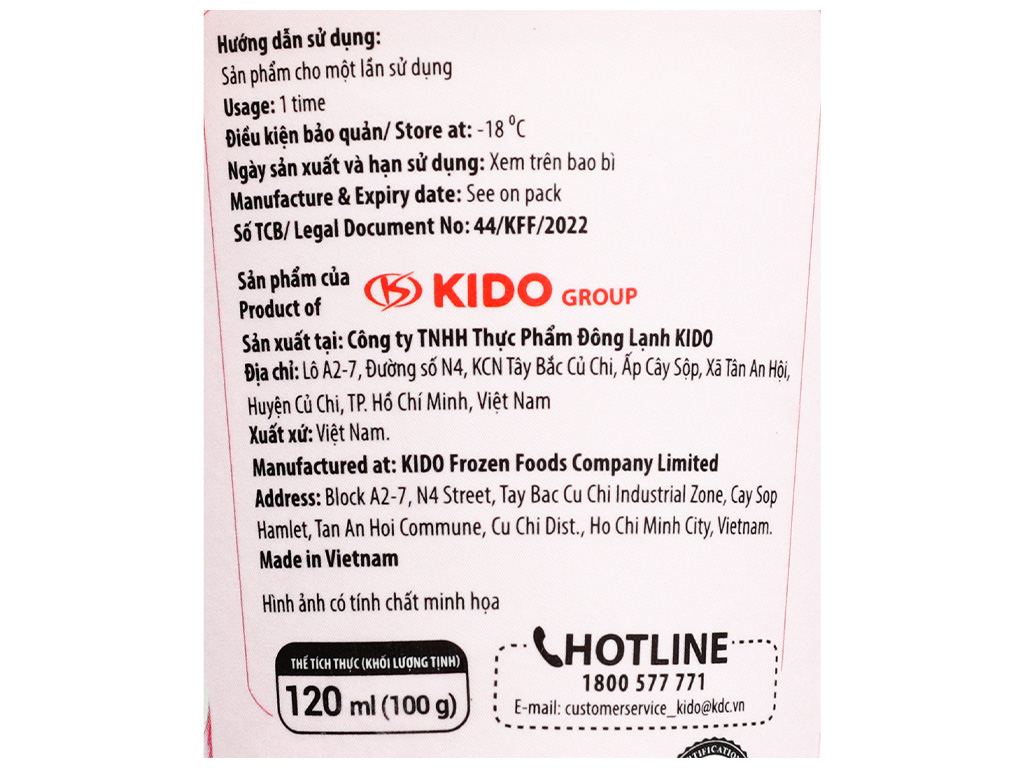 Hướng dẫn sử dụng:
Sản phẩm cho một lần sử dụng
Usage: 1 time
Điều kiện bảo quản/ Store at: -18 ⁰C
Ngày sản xuất và hạn sử dụng: Xem trên bao bì
Manufacture & Expiry date: See on pack
Số TCB/ Legal Document No: 44/KFF/2022
Sản phẩm của
Product of
KIDO GROUP
Sản xuất tại: Công ty TNHH Thực Phẩm Đông Lạnh KIDO
Địa chỉ: Lô A2-7, Đường số N4, KCN Tây Bắc Củ Chi, Ấp Cây Sộp, Xã Tân An Hội,
Huyện Củ Chi, TP. Hồ Chí Minh, Việt Nam
Xuất xứ: Việt Nam.
Manufactured at: KIDO Frozen Foods Company Limited
Address: Block A2-7, N4 Street, Tay Bac Cu Chi Industrial Zone, Cay Sop
Hamlet, Tan An Hoi Commune, Cu Chi Dist., Ho Chi Minh City, Vietnam.
Made in Vietnam
Hình ảnh có tính chất minh họa
THỂ TÍCH THỰC (KHỐI LƯỢNG TỊNH)
120 ml (100 g)
HOTLINE
1800 577 771
E-mail: customerservice_kido@kdc.vn